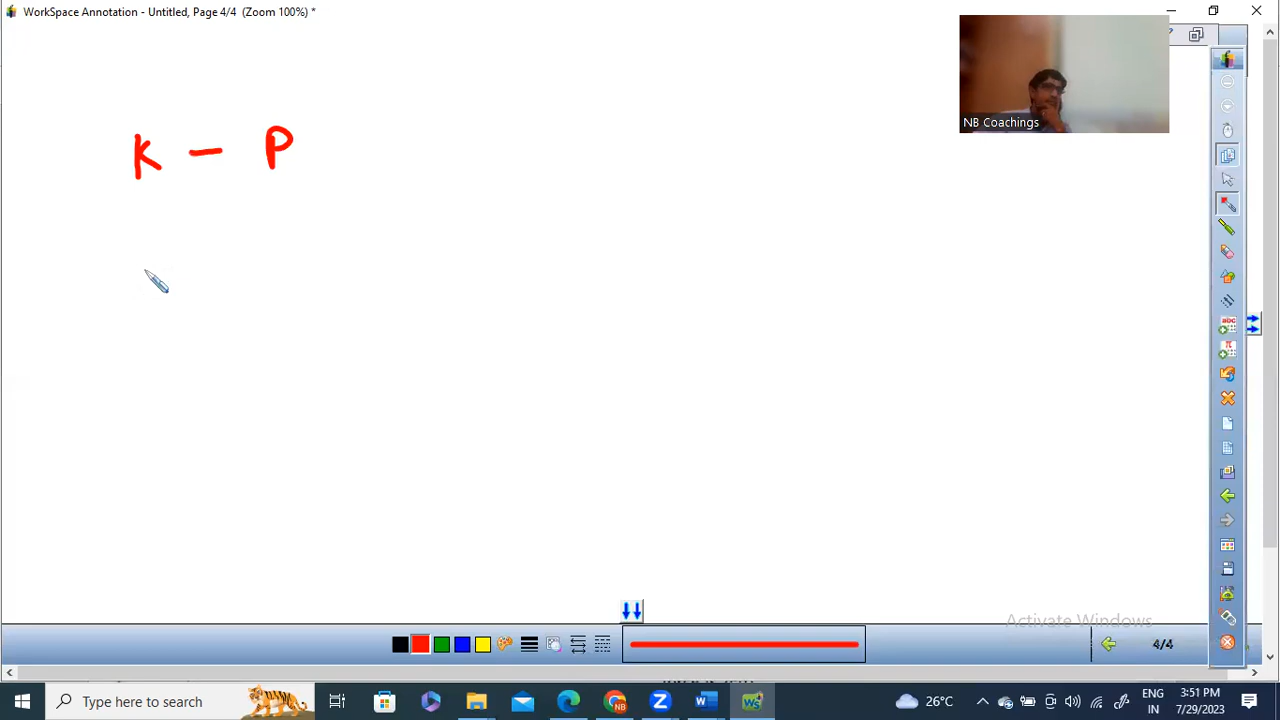 WorkSpace Annotation - Untitled, Page 4/4 (Zoom 100%) *
NB Coachings
K - P
abc
π
Activate Windows
4/4
Type here to search
26°C
ENG
IN
3:51 PM
7/29/2023